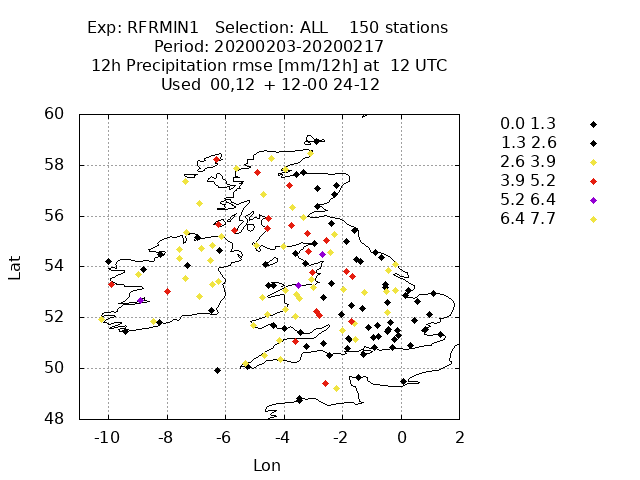 Exp: RFRMIN1 Selection: ALL 150 stations
Period: 20200203-20200217
12h Precipitation rmse [mm/12h] at 12 UTC
Used 00,12 + 12-00 24-12
60
58
56
54
52
50
48
Lat
-10 -8 -6 -4 -2 0 2
Lon
0.0 1.3
1.3 2.6
2.6 3.9
3.9 5.2
5.2 6.4
6.4 7.7